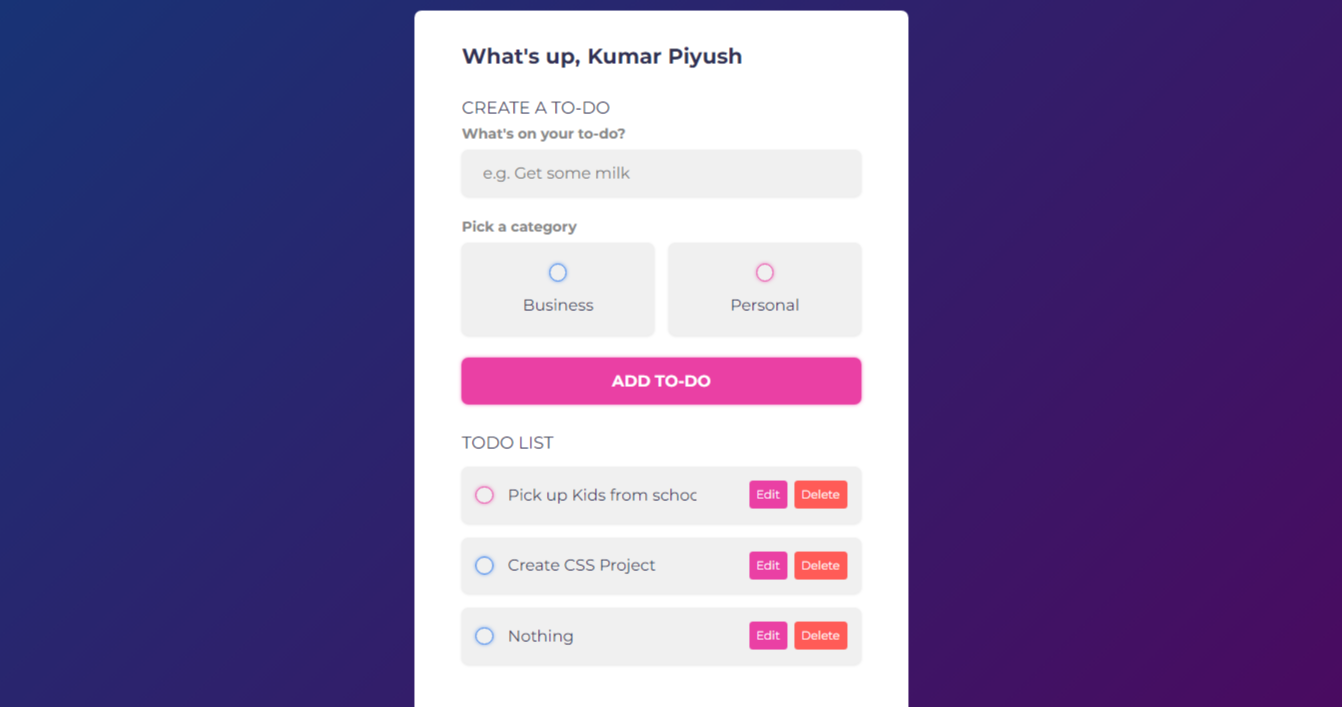 What's up, Kumar Piyush
CREATE A TO-DO
What's on your to-do?
e.g. Get some milk
Pick a category
Business
Personal
ADD TO-DO
TODO LIST
Pick up Kids from schoc
Edit
Delete
Create CSS Project
Edit
Delete
Nothing
Edit
Delete